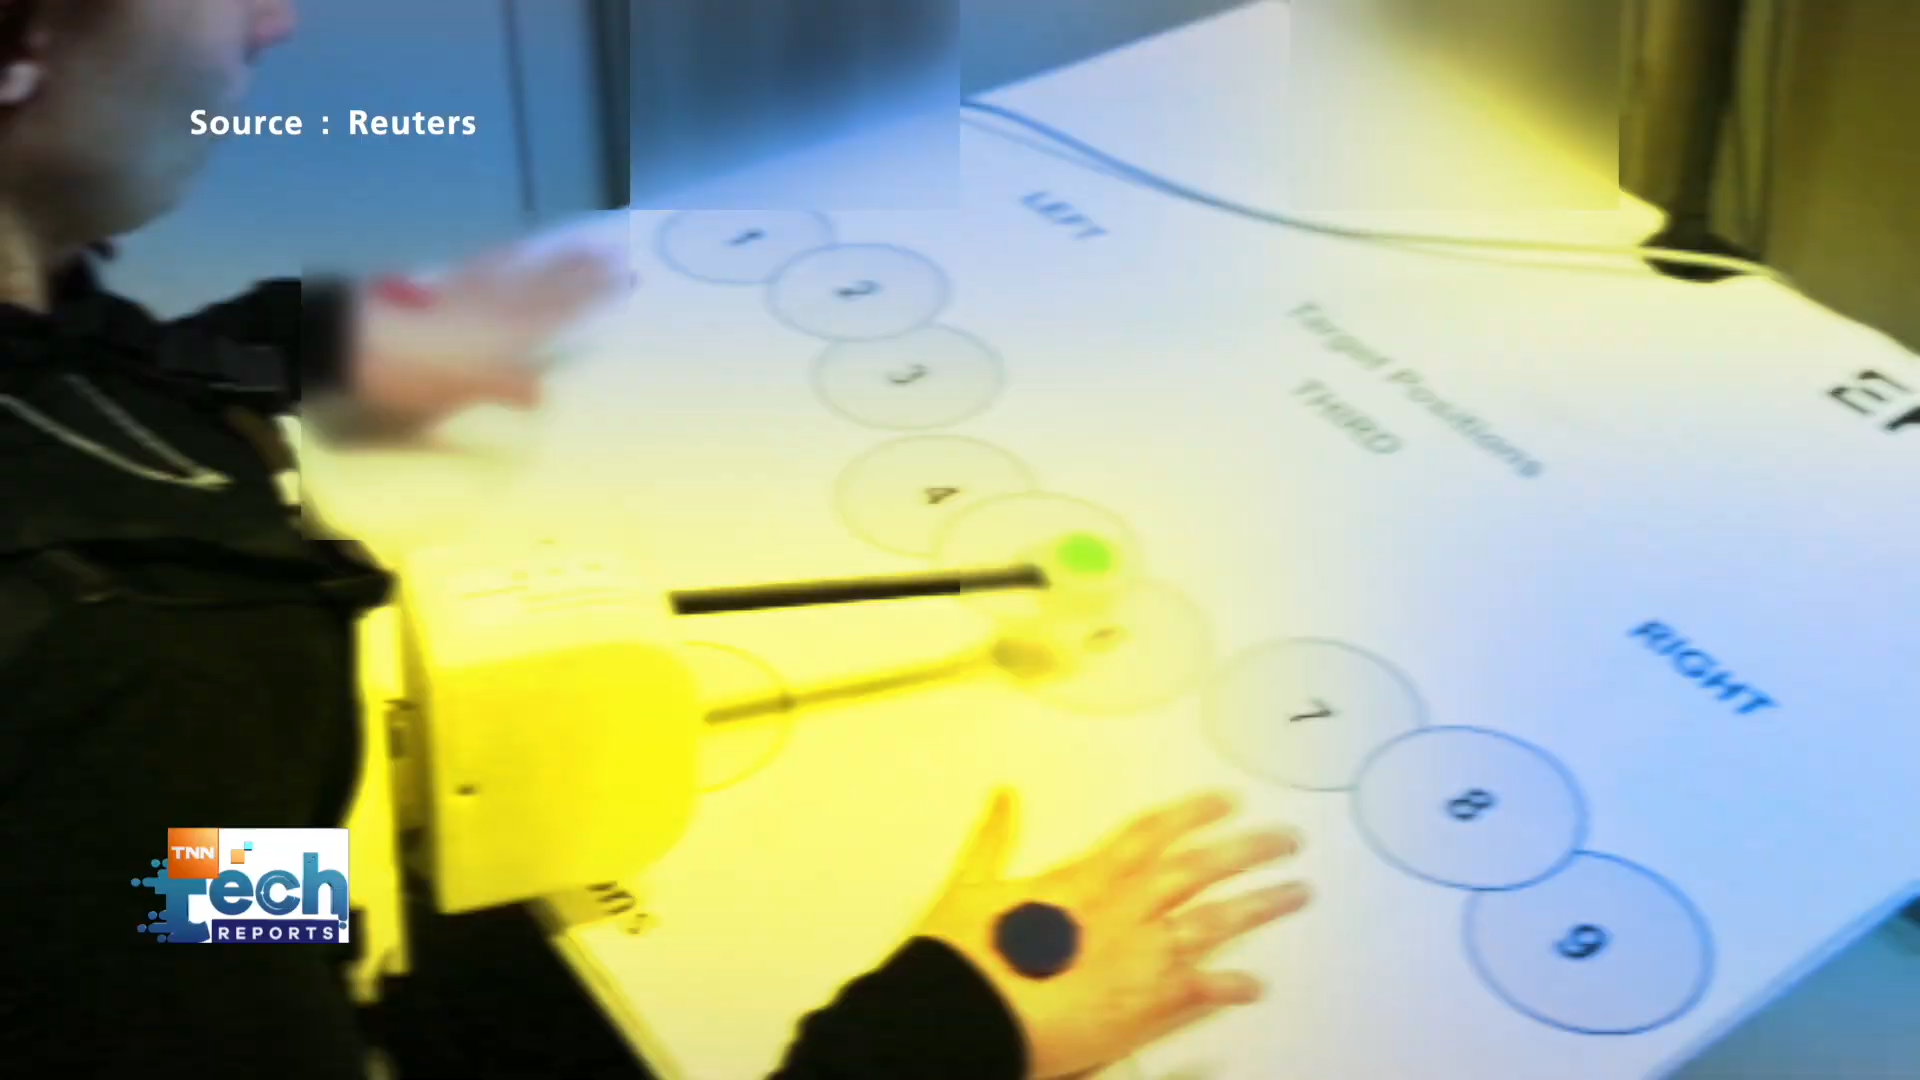 Source : Reuters
LEFT
1
2
3
4
7
8
9
Target Positions
THIRD
RIGHT
TNN
Tech
REPORTS